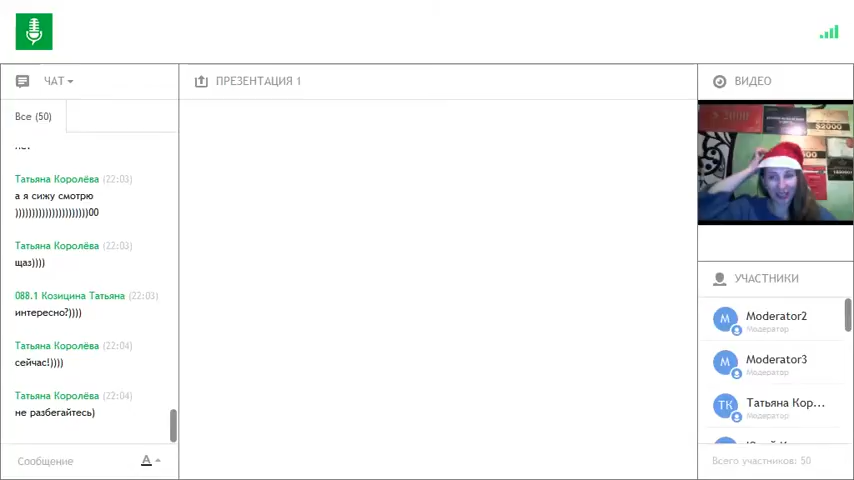 ЧАТ
ПРЕЗЕНТАЦИЯ 1
ВИДЕО
Все (50)
Татьяна Королёва (22:03)
а я сижу смотрю
))))))))))))))))))))))00
Татьяна Королёва (22:03)
щаз))))
088.1 Козицина Татьяна (22:03)
интересно?))))
Татьяна Королёва (22:04)
сейчас!))))
Татьяна Королёва (22:04)
не разбегайтесь)
Сообщение
A
$2000
УЧАСТНИКИ
M
Moderator2
Модератор
M
Moderator3
Модератор
ТК
Татьяна Кор...
Модератор
Всего участников: 50